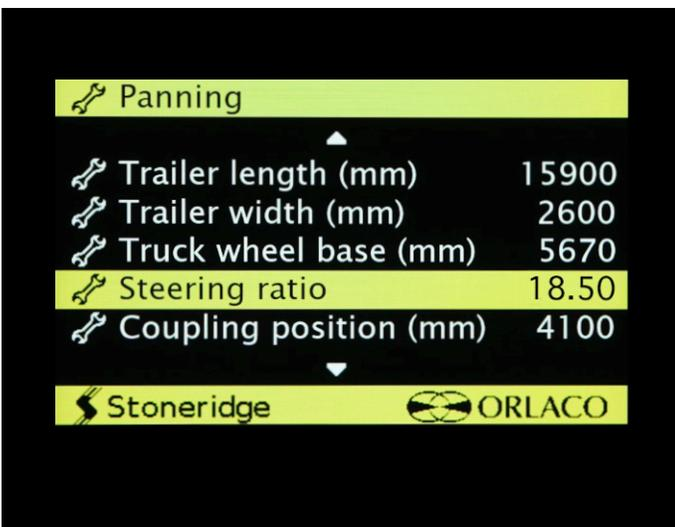 Panning
Trailer length (mm) 15900
Trailer width (mm) 2600
Truck wheel base (mm) 5670
Steering ratio 18.50
Coupling position (mm) 4100
Stoneridge ORLACO